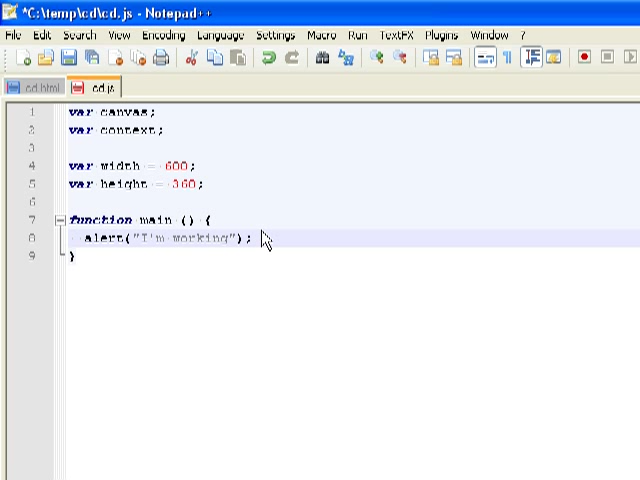 *C:\temp\cd\cd.js - Notepad++
File Edit Search View Encoding Language Settings Macro Run TextFX Plugins Window ?
cd.html cd.js
1 var canvas;
2 var context;
3
4 var width = 600;
5 var height = 360;
6
7 function main () {
8 alert("I'm working");
9 }